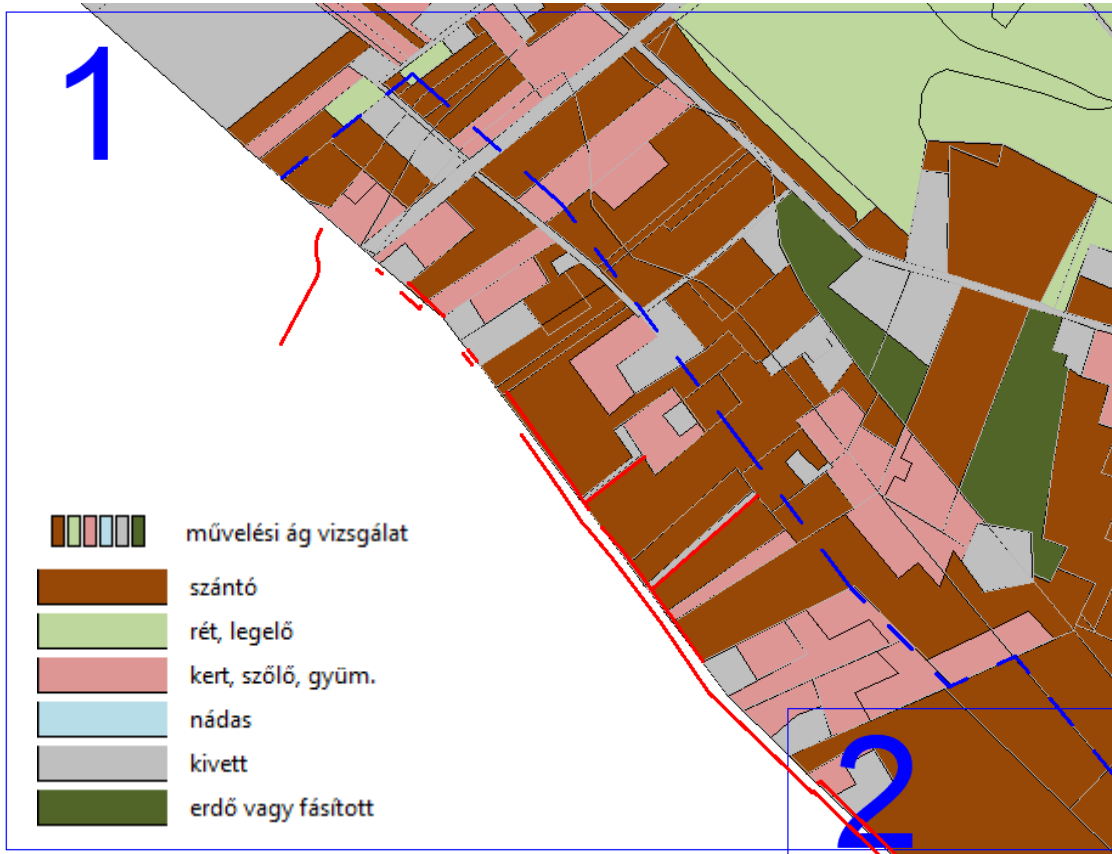 1
művelési ág vizsgálat
szántó
rét, legelő
kert, szőlő, gyüm.
nádas
kivett
erdő vagy fásított
2